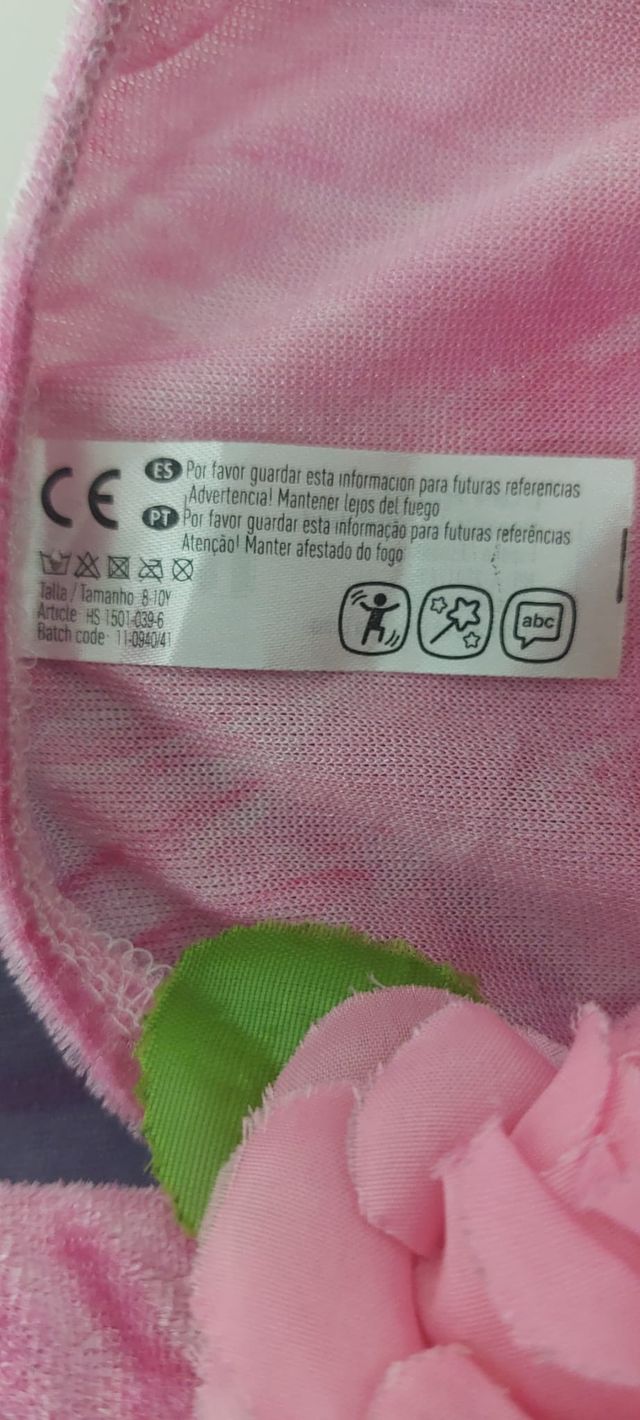 CE
ES Por favor guardar esta informacion para futuras referencias
¡Advertencia! Mantener lejos del fuego
PT Por favor guardar esta informação para futuras referências
Atenção! Manter afestado do fogo
Talla / Tamanho 8-10Y
Article HS 1501-039-6
Batch code: 11-0940/41
abc